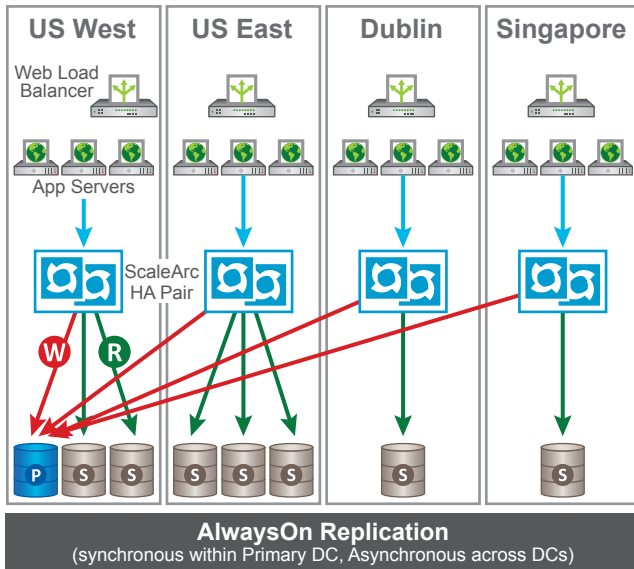 US West
US East
Dublin
Singapore
Web Load
Balancer
App Servers
ScaleArc
HA Pair
W
R
P
S
S
S
S
S
S
S
AlwaysOn Replication
(synchronous within Primary DC, Asynchronous across DCs)